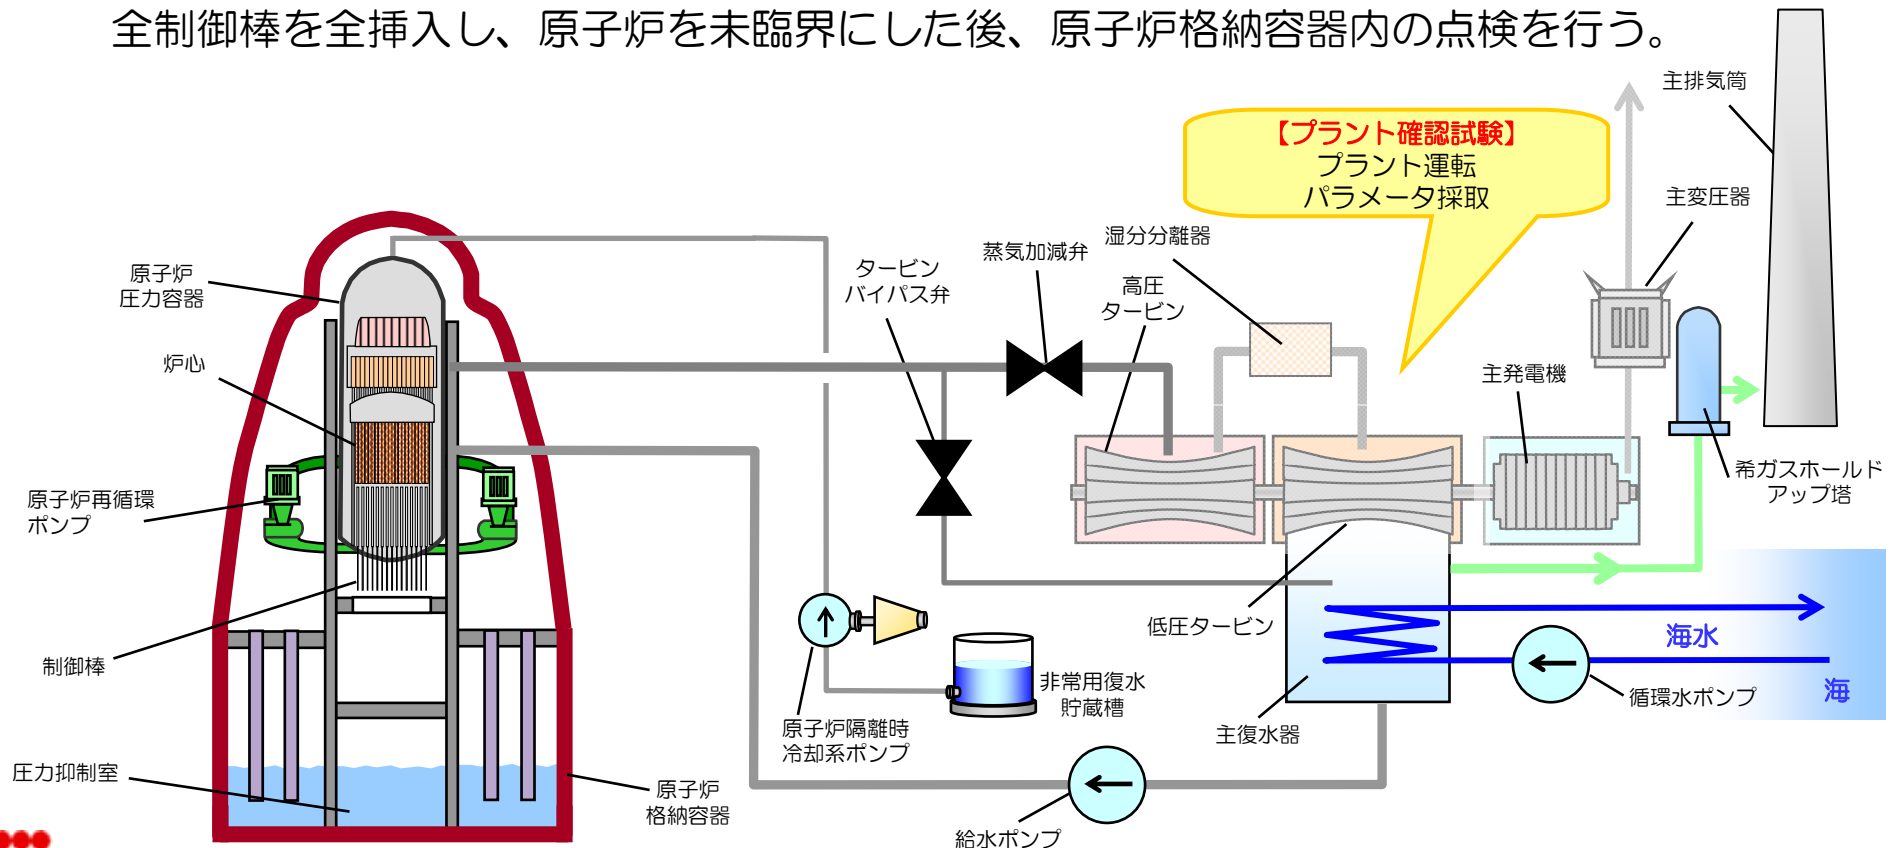 全制御棒を全挿入し、原子炉を未臨界にした後、原子炉格納容器内の点検を行う。
主排気筒
【プラント確認試験】
プラント運転
パラメータ採取
主変圧器
湿分分離器
蒸気加減弁
タービン
バイパス弁
高圧
タービン
原子炉
圧力容器
炉心
主発電機
希ガスホールド
アップ塔
原子炉再循環
ポンプ
低圧タービン
海水
制御棒
非常用復水
貯蔵槽
海
循環水ポンプ
原子炉隔離時
冷却系ポンプ
主復水器
圧力抑制室
原子炉
格納容器
給水ポンプ